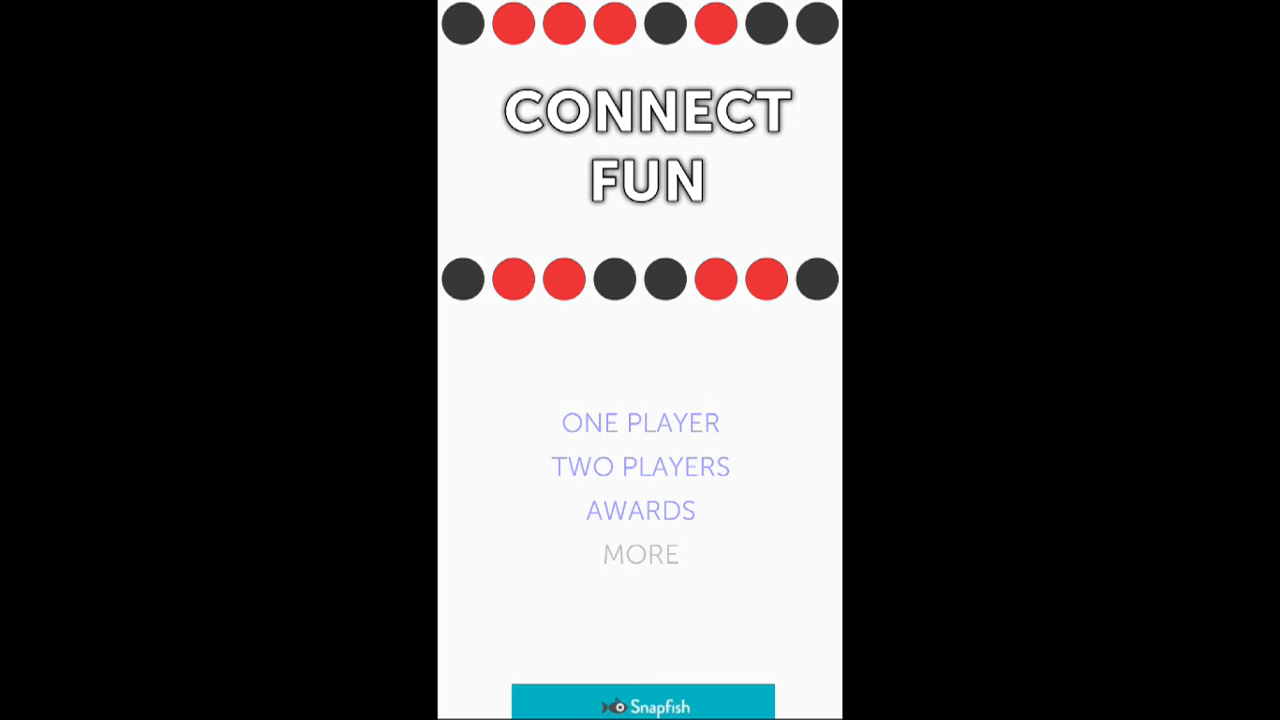 CONNECT
FUN
ONE PLAYER
TWO PLAYERS
AWARDS
MORE
Snapfish